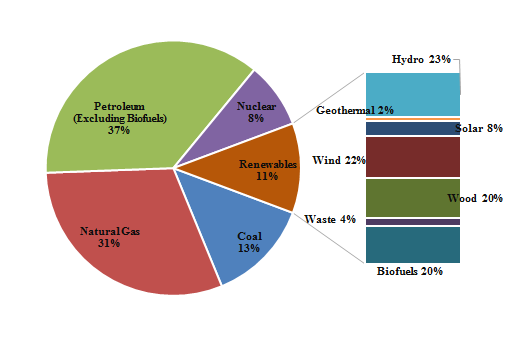 Hydro 23%
Petroleum
(Excluding Biofuels)
37%
Nuclear
8%
Geothermal 2%
Solar 8%
Wind 22%
Renewables
11%
Wood 20%
Waste 4%
Natural Gas
31%
Coal
13%
Biofuels 20%